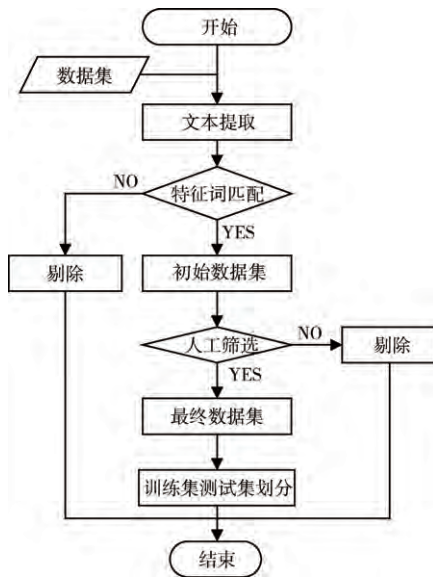 开始
数据集
文本提取
NO
特征词匹配
YES
剔除
初始数据集
人工筛选
NO
剔除
YES
最终数据集
训练集测试集划分
结束